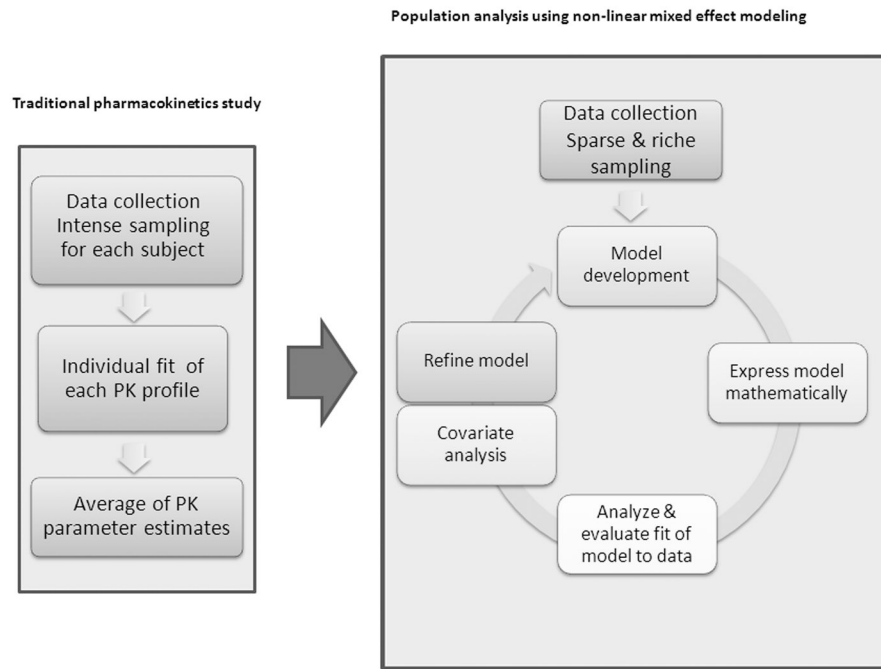 Population analysis using non-linear mixed effect modeling
Traditional pharmacokinetics study
Data collection
Intense sampling
for each subject
Individual fit of
each PK profile
Average of PK
parameter estimates
Data collection
Sparse & riche
sampling
Model
development
Express model
mathematically
Analyze &
evaluate fit of
model to data
Refine model
Covariate
analysis